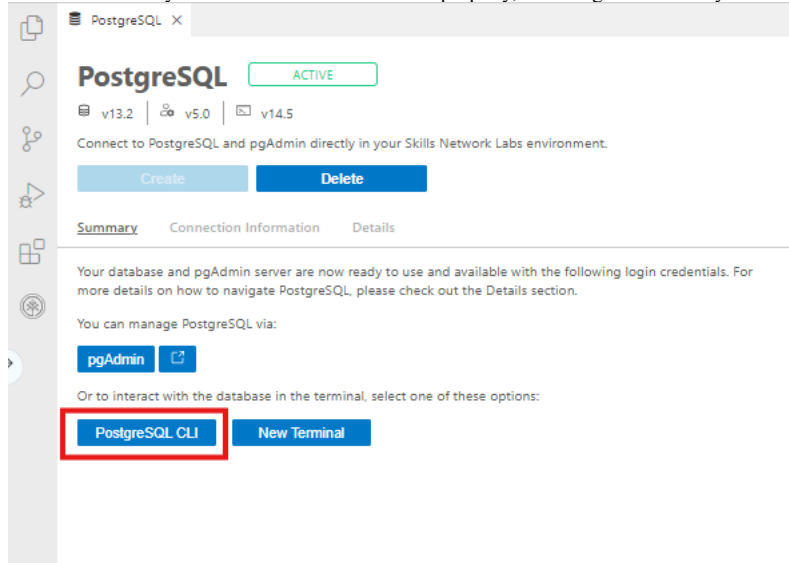 PostgreSQL ×
PostgreSQL ACTIVE
v13.2 v5.0 v14.5
Connect to PostgreSQL and pgAdmin directly in your Skills Network Labs environment.
Create Delete
Summary Connection Information Details
Your database and pgAdmin server are now ready to use and available with the following login credentials. For
more details on how to navigate PostgreSQL, please check out the Details section.
You can manage PostgreSQL via:
pgAdmin
Or to interact with the database in the terminal, select one of these options:
PostgreSQL CLI New Terminal